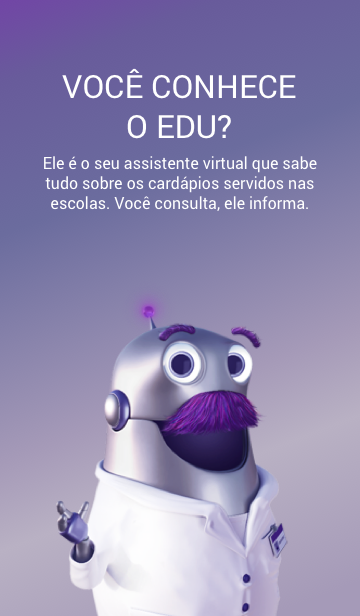 VOCÊ CONHECE
O EDU?
Ele é o seu assistente virtual que sabe
tudo sobre os cardápios servidos nas
escolas. Você consulta, ele informa.